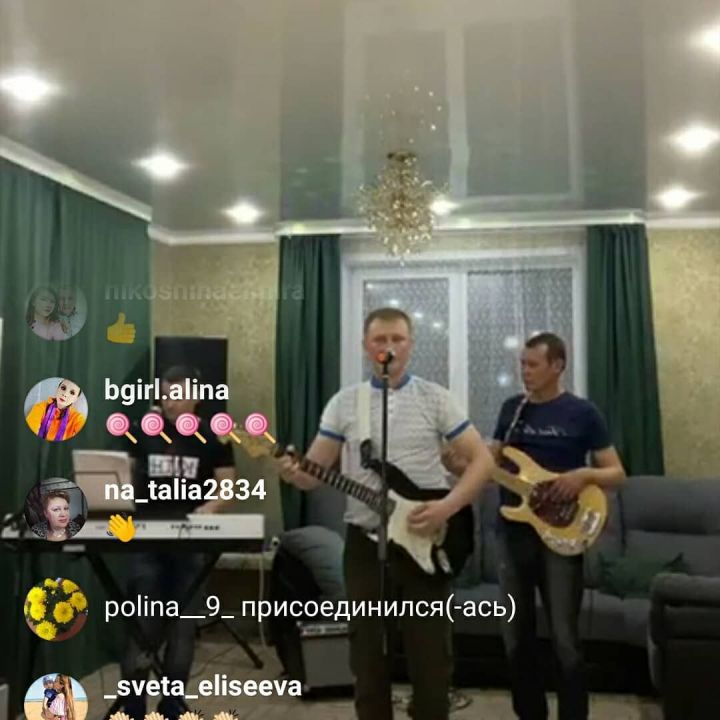 bgirl.alina
🍭🍭🍭🍭🍭
na_talia2834
👋
polina__9_ присоединился(-ась)
_sveta_eliseeva
👏🏻👏🏻👏🏻👏🏻